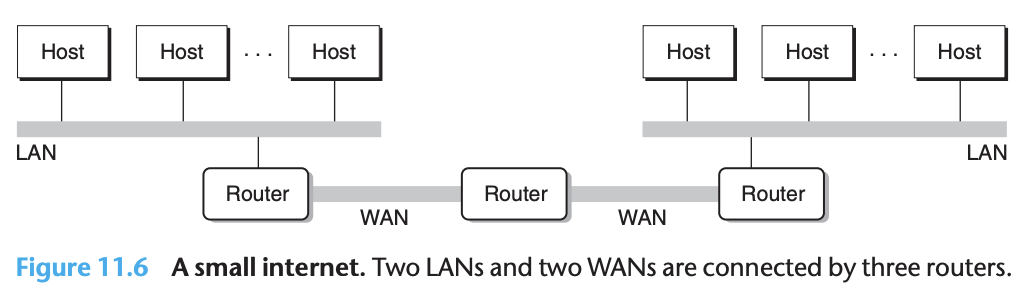 Host Host ... Host Host Host ... Host
LAN LAN
Router Router Router
WAN WAN
Figure 11.6 A small internet. Two LANs and two WANs are connected by three routers.